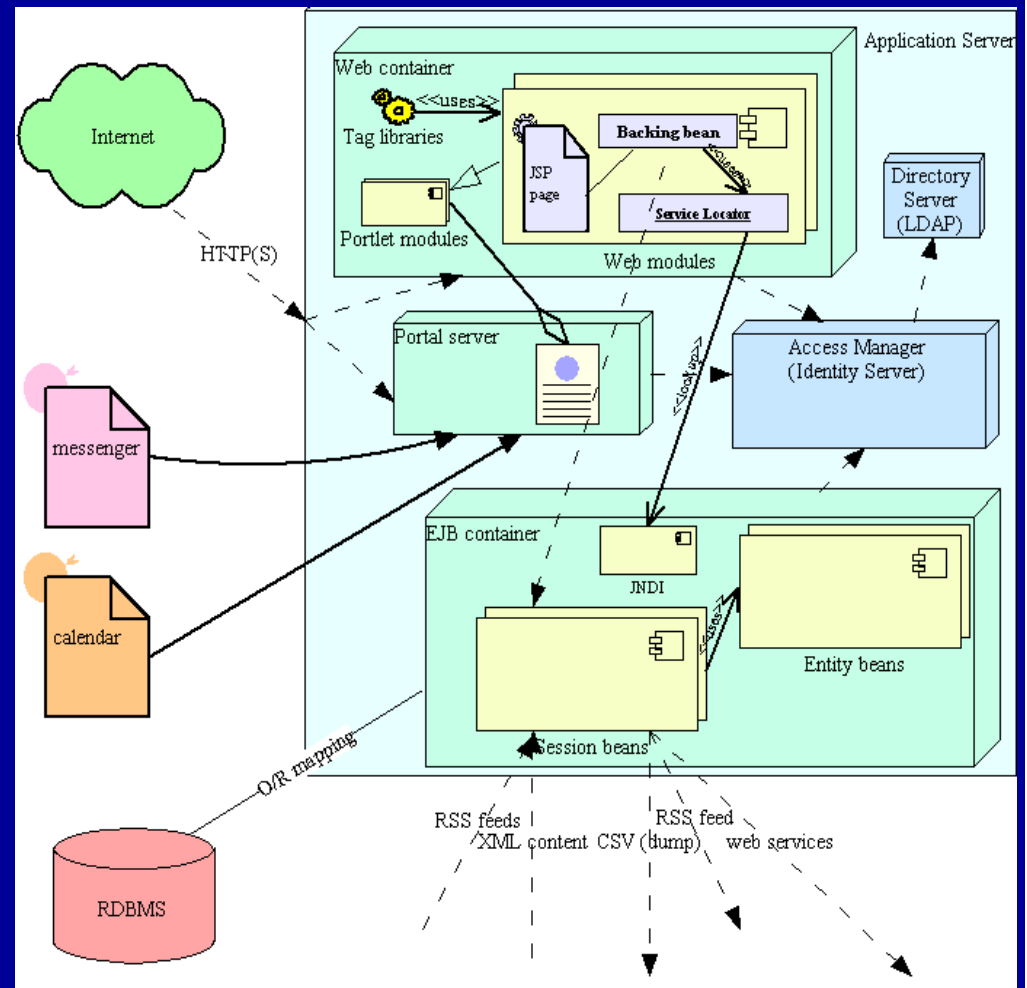 Application Server
Web container
<<uses>>
Tag libraries
Internet
Backing bean
JSP
page
Service Locator
Directory
Server
(LDAP)
Portlet modules
Web modules
HTTP(S)
Portal server
Access Manager
(Identity Server)
<<lookup>>
messenger
EJB container
JNDI
<<uses>>
calendar
Entity beans
Session beans
O/R mapping
RSS feeds
RSS feed
XML content
CSV (dump)
web services
RDBMS